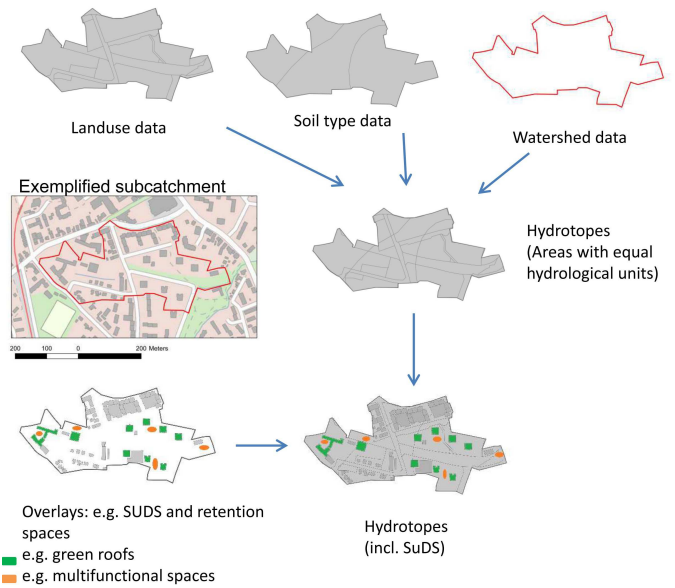 Landuse data
Soil type data
Watershed data
Exemplified subcatchment
Hydrotopes
(Areas with equal
hydrological units)
200 100 0 200 Meters
Overlays: e.g. SUDS and retention
spaces
e.g. green roofs
e.g. multifunctional spaces
Hydrotopes
(incl. SuDS)